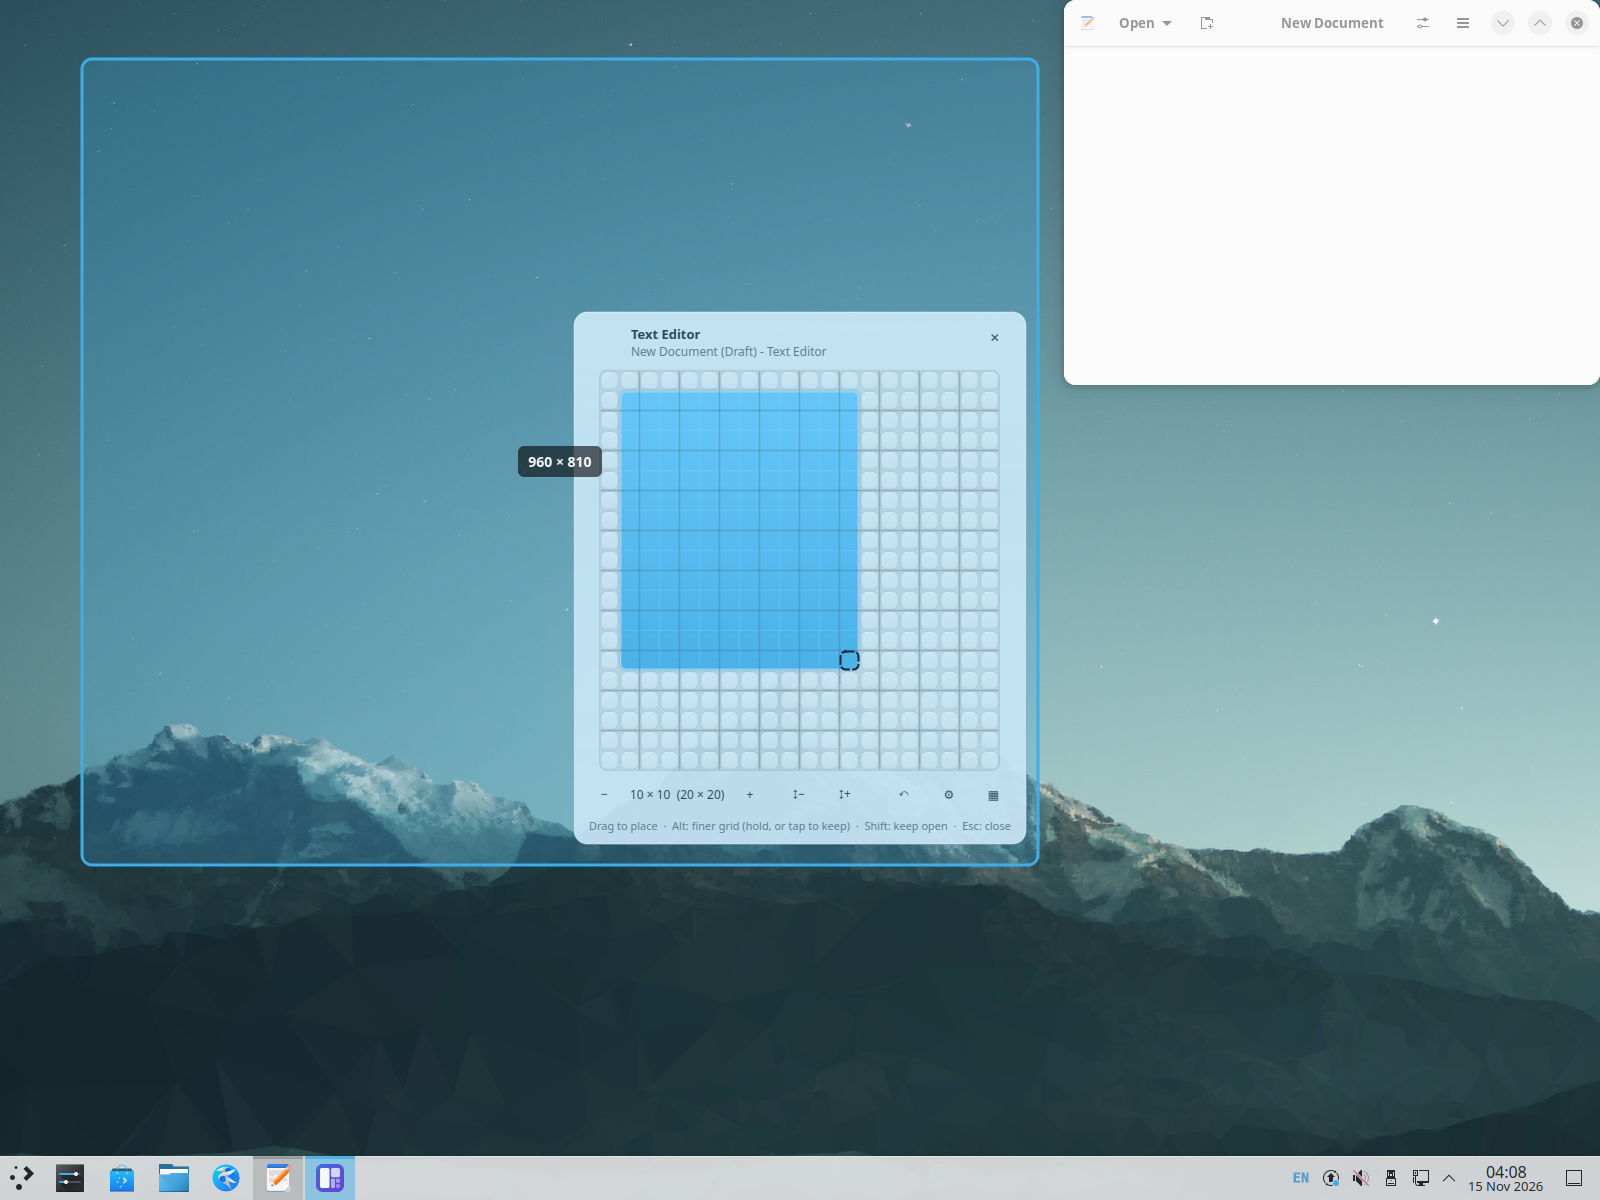 Open
New Document
Text Editor
New Document (Draft) - Text Editor
960 × 810
− 10 × 10 (20 × 20) +
Drag to place · Alt: finer grid (hold, or tap to keep) · Shift: keep open · Esc: close
EN
04:08
15 Nov 2026